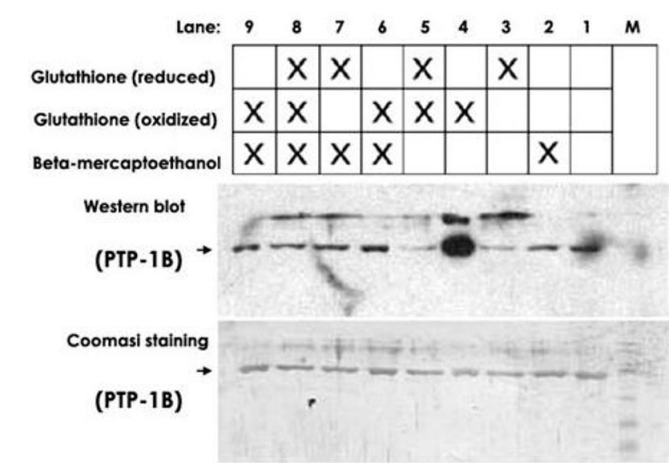 Lane: 9 8 7 6 5 4 3 2 1 M
Glutathione (reduced) X X X X
Glutathione (oxidized) X X X X X
Beta-mercaptoethanol X X X X X
Western blot
(PTP-1B)
Coomasi staining
(PTP-1B)